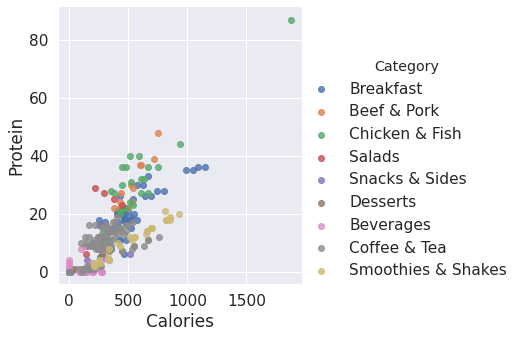 80
60
40
20
0
Protein
0 500 1000 1500
Calories
Category
Breakfast
Beef & Pork
Chicken & Fish
Salads
Snacks & Sides
Desserts
Beverages
Coffee & Tea
Smoothies & Shakes